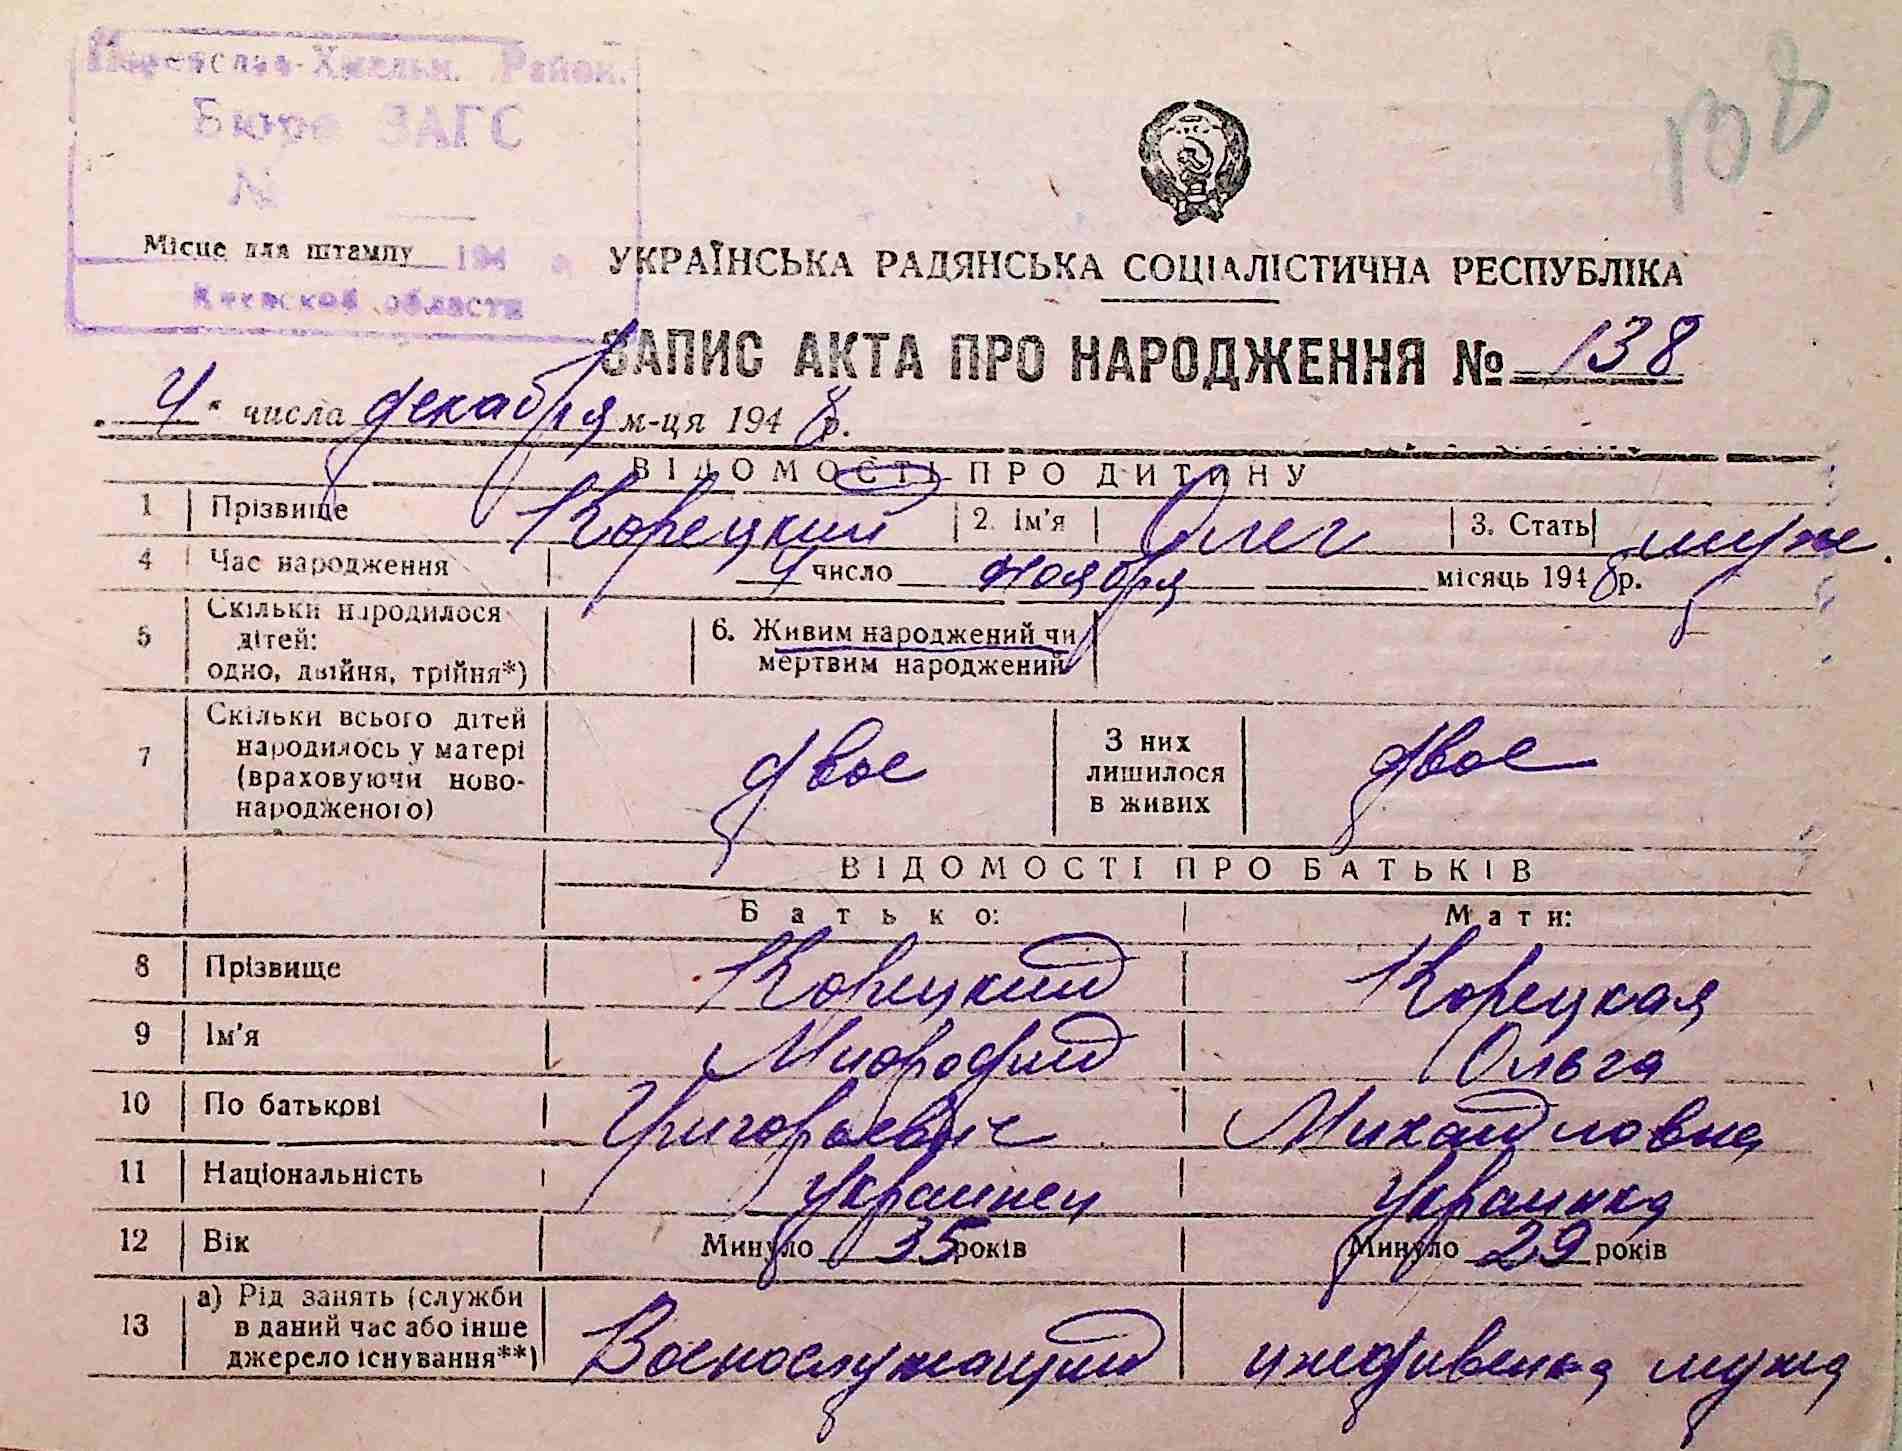 Переяслав-Хмельн. Район.
Бюро ЗАГС
№
Місце для штампу 194
Киевской области
138
УКРАЇНСЬКА РАДЯНСЬКА СОЦІАЛІСТИЧНА РЕСПУБЛІКА
ЗАПИС АКТА ПРО НАРОДЖЕННЯ № 138
„4" числа декабря м-ця 1948 р.
ВІДОМОСТІ ПРО ДИТИНУ
1 Прізвище Корецкий 2. Ім'я Олег 3. Стать муж.
4 Час народження 4 число ноября місяць 1948 р.
5 Скільки народилося
дітей:
одно, двійня, трійня*)
6. Живим народжений чи
мертвим народжений
7 Скільки всього дітей
народилось у матері
(враховуючи ново-
народженого)
двое
З них
лишилося
в живих
двое
ВІДОМОСТІ ПРО БАТЬКІВ
Батько: Мати:
8 Прізвище Корецкий Корецкая
9 Ім'я Ольга
10 По батькові Григорьевич Михайловна
11 Національність Украинец Украинка
12 Вік Минуло 35 років Минуло 29 років
13 а) Рід занять (служби
в даний час або інше
джерело існування**)
Военослужащий иждивенка мужа